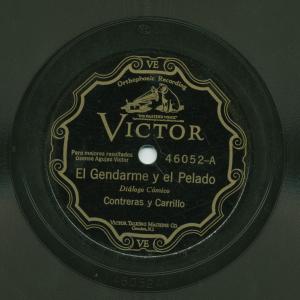 VE
Orthophonic Recording
"HIS MASTER'S VOICE"
VICTOR
Para mejores resultados
úsense Agujas Victor
46052-A
El Gendarme y el Pelado
Diálogo Cómico
Contreras y Carrillo
VICTOR TALKING MACHINE CO.
Camden, N.J.
VE